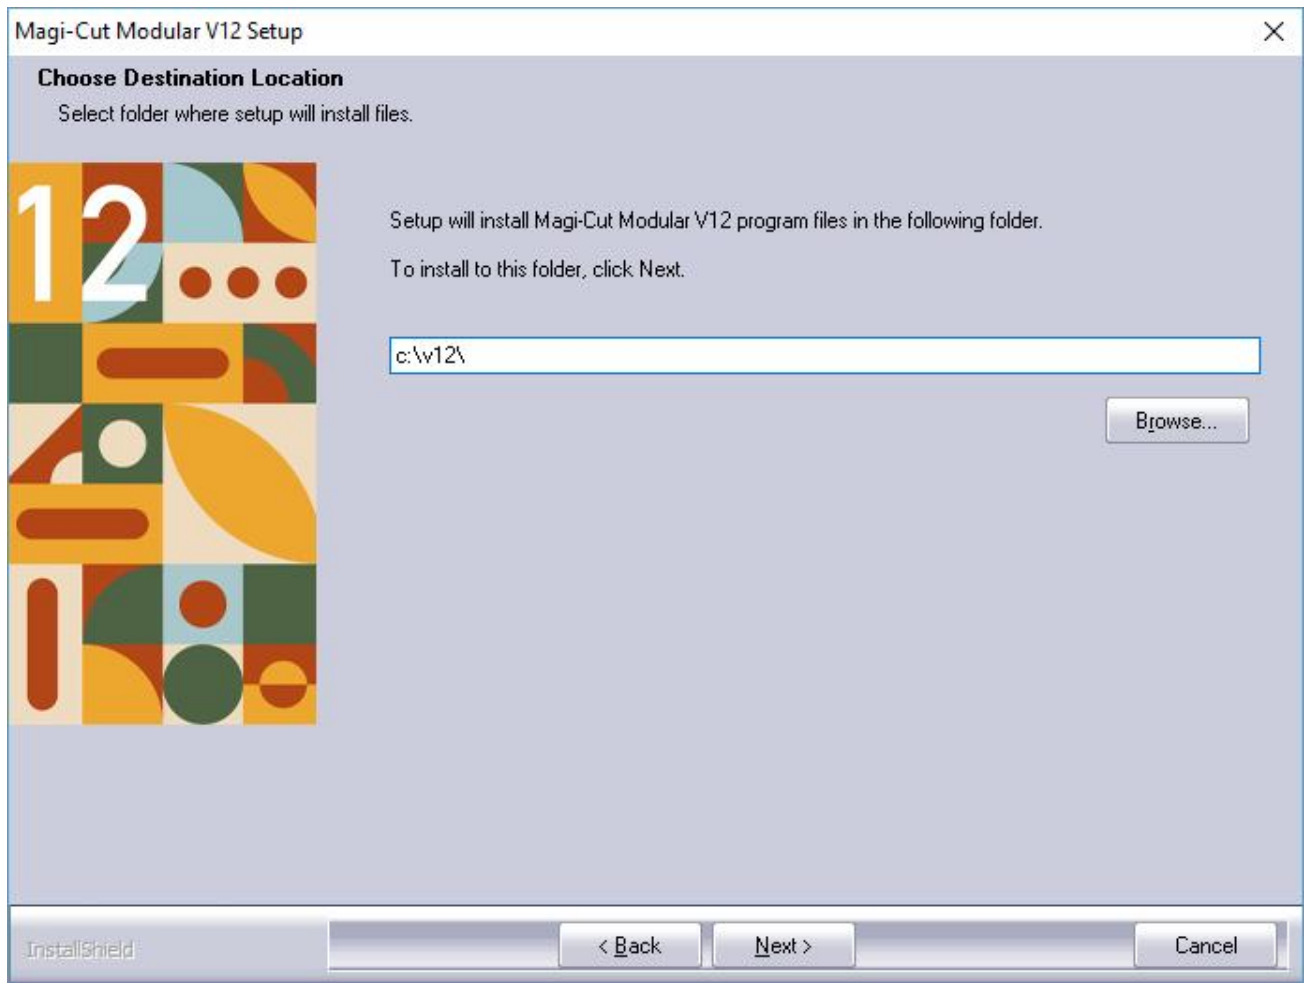 Magi-Cut Modular V12 Setup
Choose Destination Location
Select folder where setup will install files.
12
Setup will install Magi-Cut Modular V12 program files in the following folder.
To install to this folder, click Next.
c:\v12\
Browse...
InstallShield
< Back
Next >
Cancel